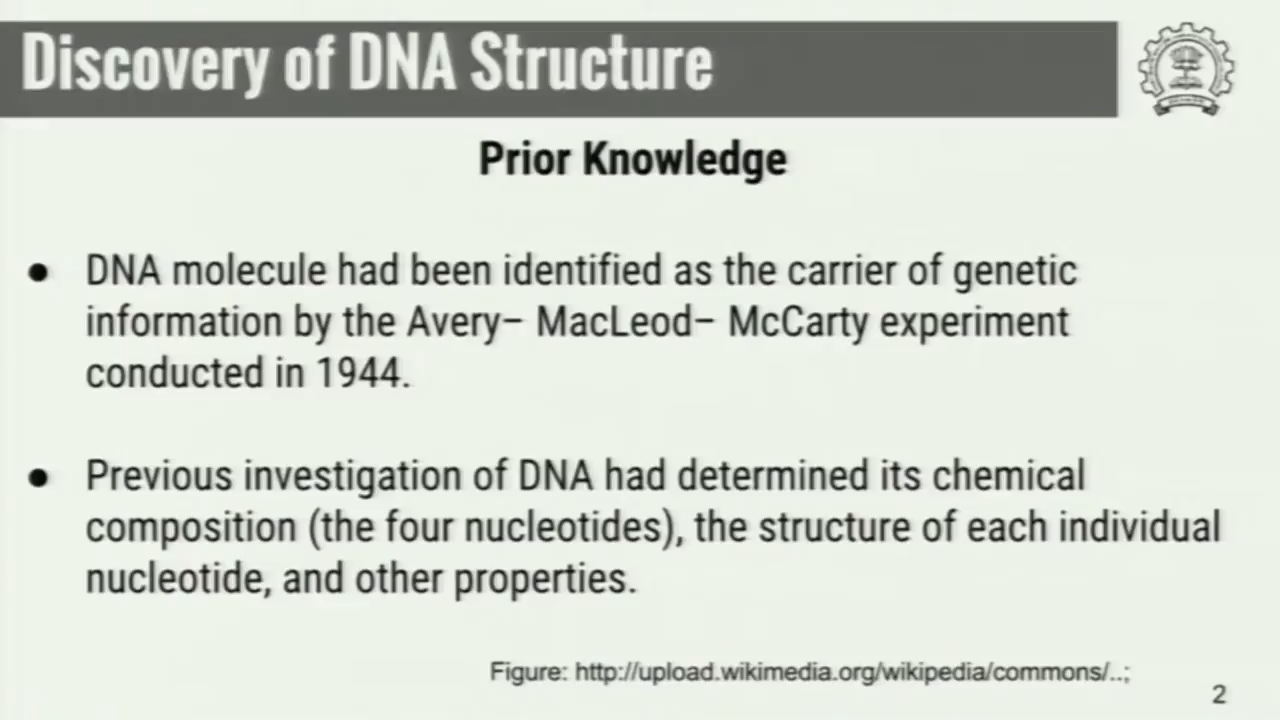 Discovery of DNA Structure
Prior Knowledge
● DNA molecule had been identified as the carrier of genetic
information by the Avery– MacLeod– McCarty experiment
conducted in 1944.
● Previous investigation of DNA had determined its chemical
composition (the four nucleotides), the structure of each individual
nucleotide, and other properties.
Figure: http://upload.wikimedia.org/wikipedia/commons/..;
2